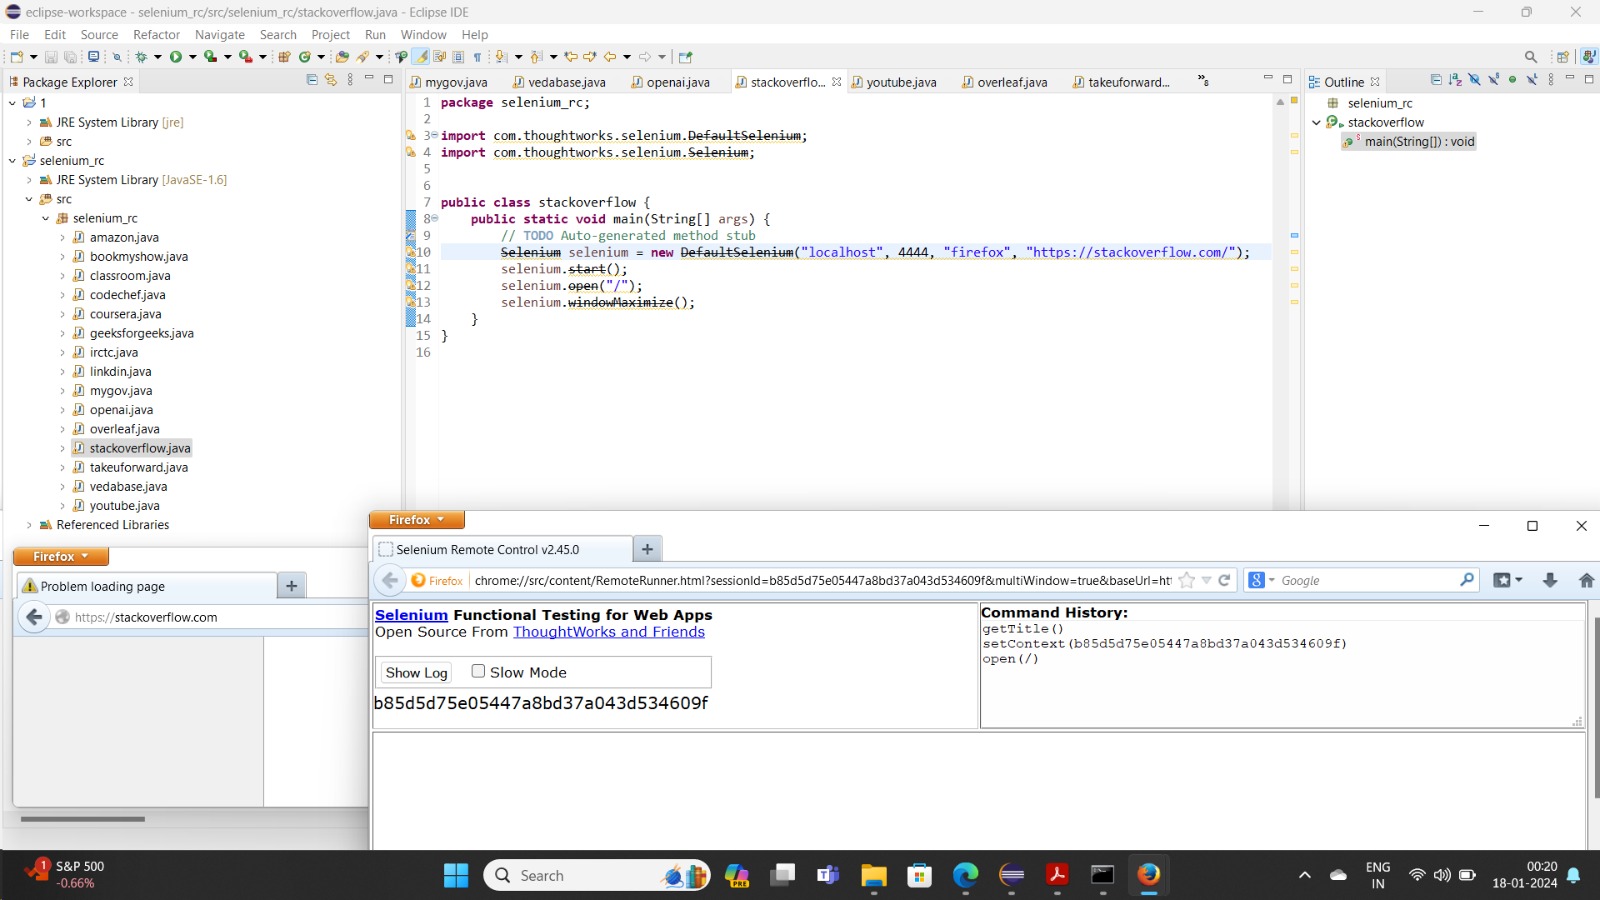 eclipse-workspace - selenium_rc/src/selenium_rc/stackoverflow.java - Eclipse IDE
File Edit Source Refactor Navigate Search Project Run Window Help
Package Explorer
1
JRE System Library [jre]
src
selenium_rc
JRE System Library [JavaSE-1.6]
src
selenium_rc
amazon.java
bookmyshow.java
classroom.java
codechef.java
coursera.java
geeksforgeeks.java
irctc.java
linkdin.java
mygov.java
openai.java
overleaf.java
stackoverflow.java
takeuforward.java
vedabase.java
youtube.java
Referenced Libraries
mygov.java vedabase.java openai.java stackoverflo... youtube.java overleaf.java takeuforward... »8
1 package selenium_rc;
2
3 import com.thoughtworks.selenium.DefaultSelenium;
4 import com.thoughtworks.selenium.Selenium;
5
6
7 public class stackoverflow {
8 public static void main(String[] args) {
9 // TODO Auto-generated method stub
10 Selenium selenium = new DefaultSelenium("localhost", 4444, "firefox", "https://stackoverflow.com/");
11 selenium.start();
12 selenium.open("/");
13 selenium.windowMaximize();
14 }
15 }
16
Outline
selenium_rc
stackoverflow
main(String[]) : void
Firefox
Problem loading page
https://stackoverflow.com
Firefox
Selenium Remote Control v2.45.0
Firefox chrome://src/content/RemoteRunner.html?sessionId=b85d5d75e05447a8bd37a043d534609f&multiWindow=true&baseUrl=htt
8 Google
Selenium Functional Testing for Web Apps
Open Source From ThoughtWorks and Friends
Show Log Slow Mode
b85d5d75e05447a8bd37a043d534609f
Command History:
getTitle()
setContext(b85d5d75e05447a8bd37a043d534609f)
open(/)
1 S&P 500
-0.66%
Search
PRE
ENG
IN
00:20
18-01-2024